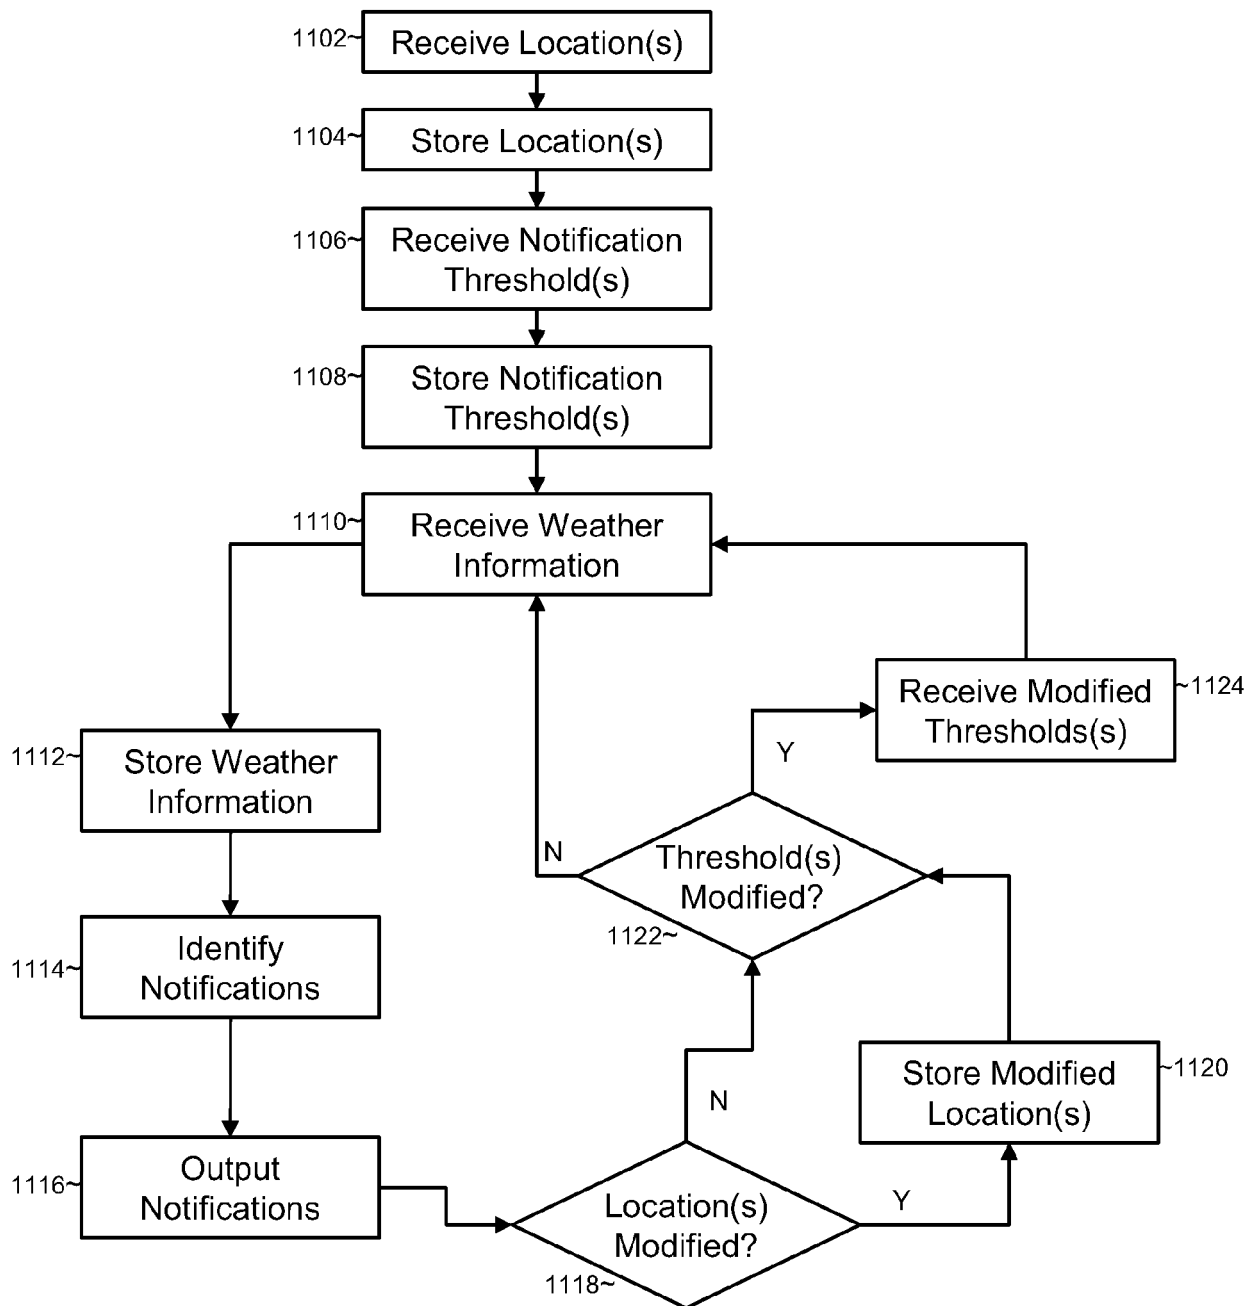 1102~
Receive Location(s)
1104~
Store Location(s)
1106~
Receive Notification
Threshold(s)
1108~
Store Notification
Threshold(s)
1110~
Receive Weather
Information
Receive Modified
Thresholds(s)
~1124
1112~
Store Weather
Information
Y
N
Threshold(s)
Modified?
1122~
1114~
Identify
Notifications
Store Modified
Location(s)
~1120
N
1116~
Output
Notifications
Location(s)
Modified?
Y
1118~